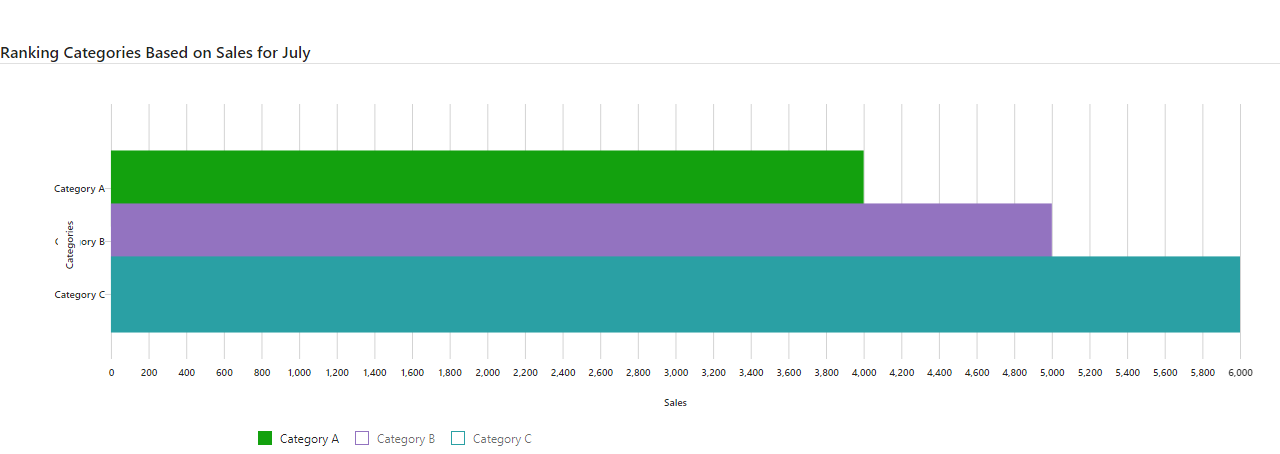 Ranking Categories Based on Sales for July
Category A
Categories
ory B
Category C
0 200 400 600 800 1,000 1,200 1,400 1,600 1,800 2,000 2,200 2,400 2,600 2,800 3,000 3,200 3,400 3,600 3,800 4,000 4,200 4,400 4,600 4,800 5,000 5,200 5,400 5,600 5,800 6,000
Sales
Category A Category B Category C